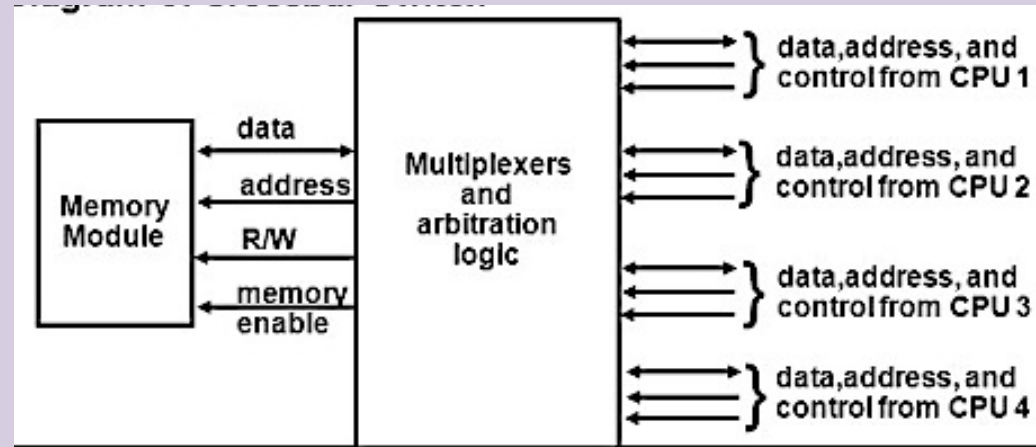 data
address
R/W
memory
enable
Memory
Module
Multiplexers
and
arbitration
logic
data,address, and
control from CPU 1
data,address, and
control from CPU 2
data,address, and
control from CPU 3
data,address, and
control from CPU 4